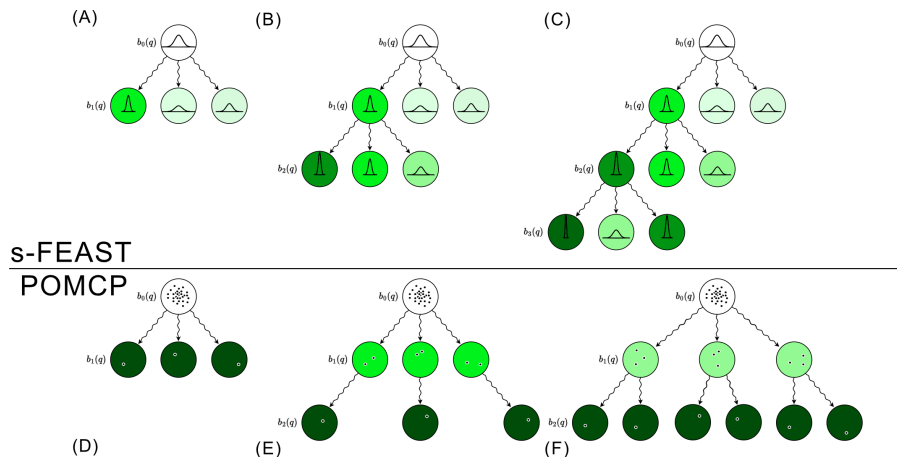 (A)
(B)
(C)
b₀(q)
b₀(q)
b₀(q)
b₁(q)
b₁(q)
b₁(q)
b₂(q)
b₂(q)
b₃(q)
s-FEAST
POMCP
b₀(q)
b₀(q)
b₀(q)
b₁(q)
b₁(q)
b₁(q)
b₂(q)
b₂(q)
(D)
(E)
(F)